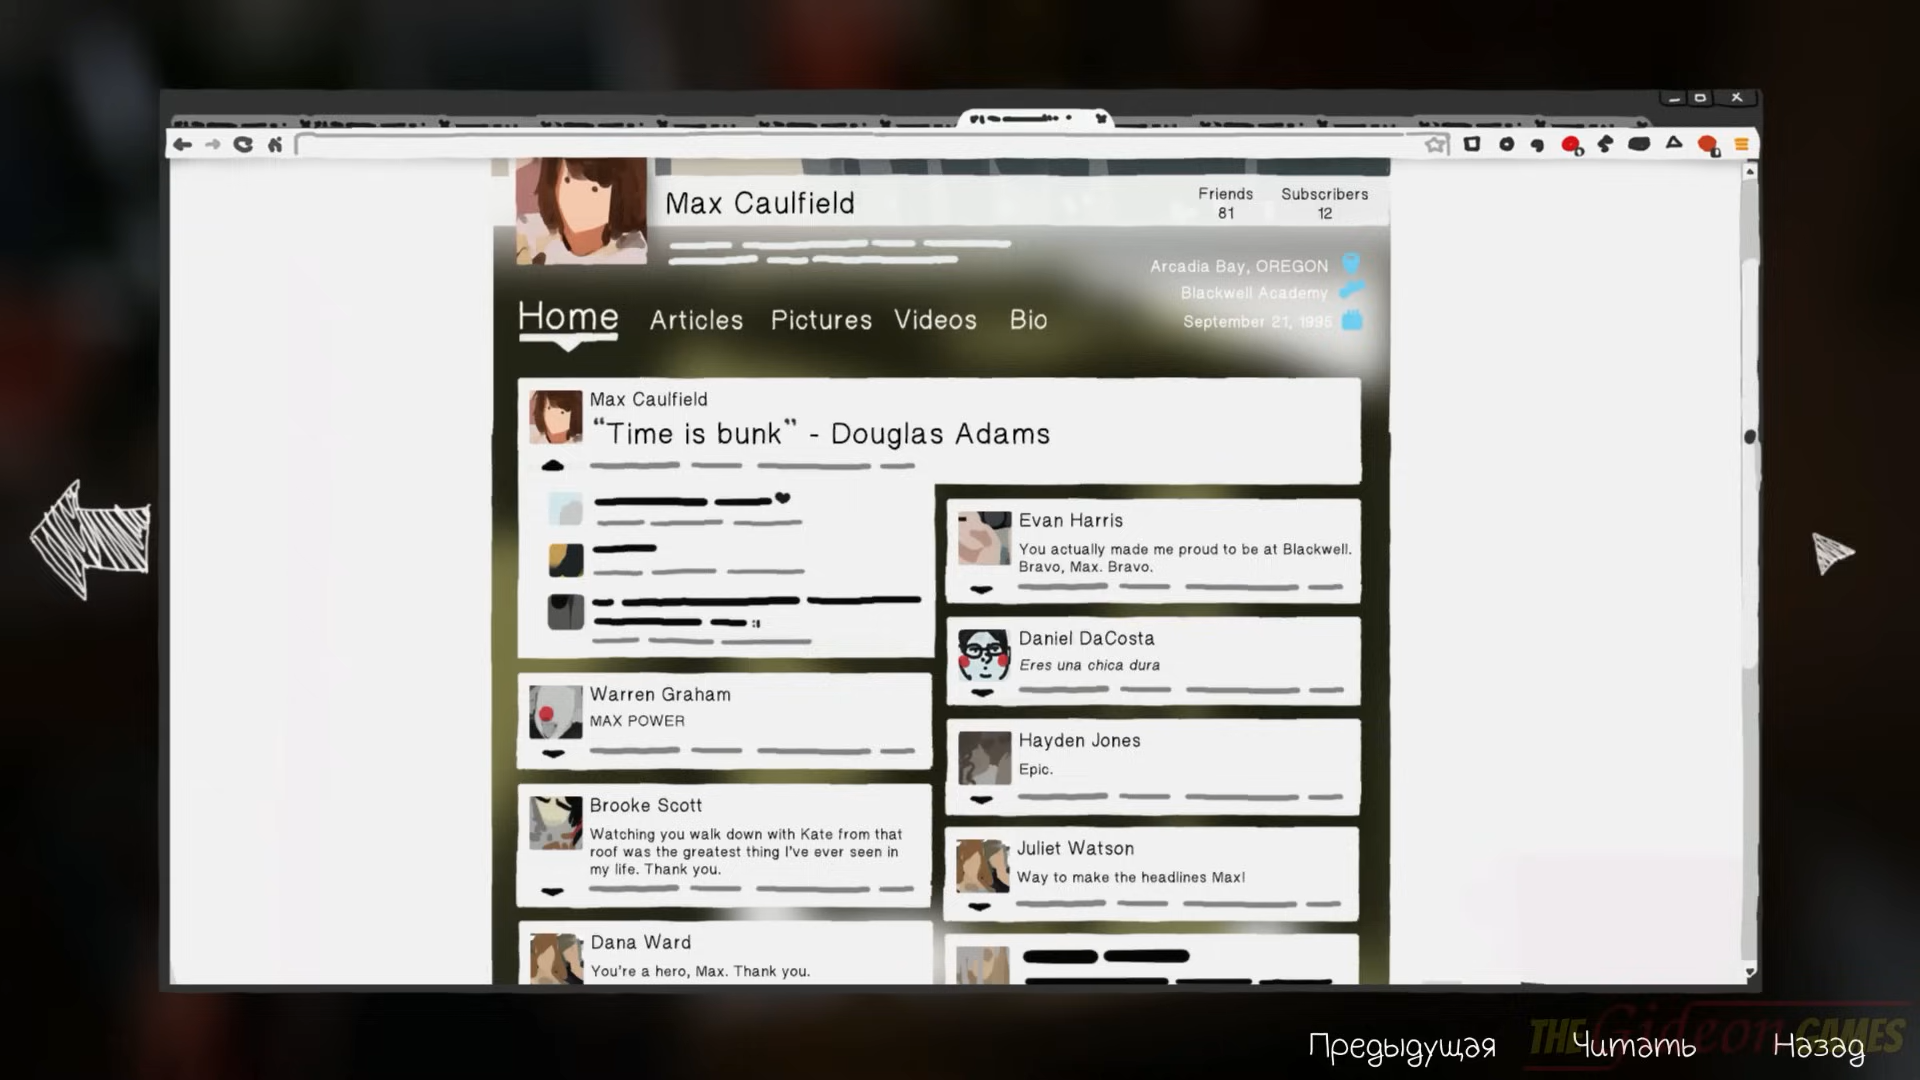 Max Caulfield
Friends
81
Subscribers
12
Arcadia Bay, OREGON
Blackwell Academy
September 21, 1995
Home
Articles
Pictures
Videos
Bio
Max Caulfield
“Time is bunk” - Douglas Adams
Warren Graham
MAX POWER
Brooke Scott
Watching you walk down with Kate from that
roof was the greatest thing I've ever seen in
my life. Thank you.
Dana Ward
You're a hero, Max. Thank you.
Evan Harris
You actually made me proud to be at Blackwell.
Bravo, Max. Bravo.
Daniel DaCosta
Eres una chica dura
Hayden Jones
Epic.
Juliet Watson
Way to make the headlines Max!
Предыдущая
Читать
Назад
THE Gideon GAMES